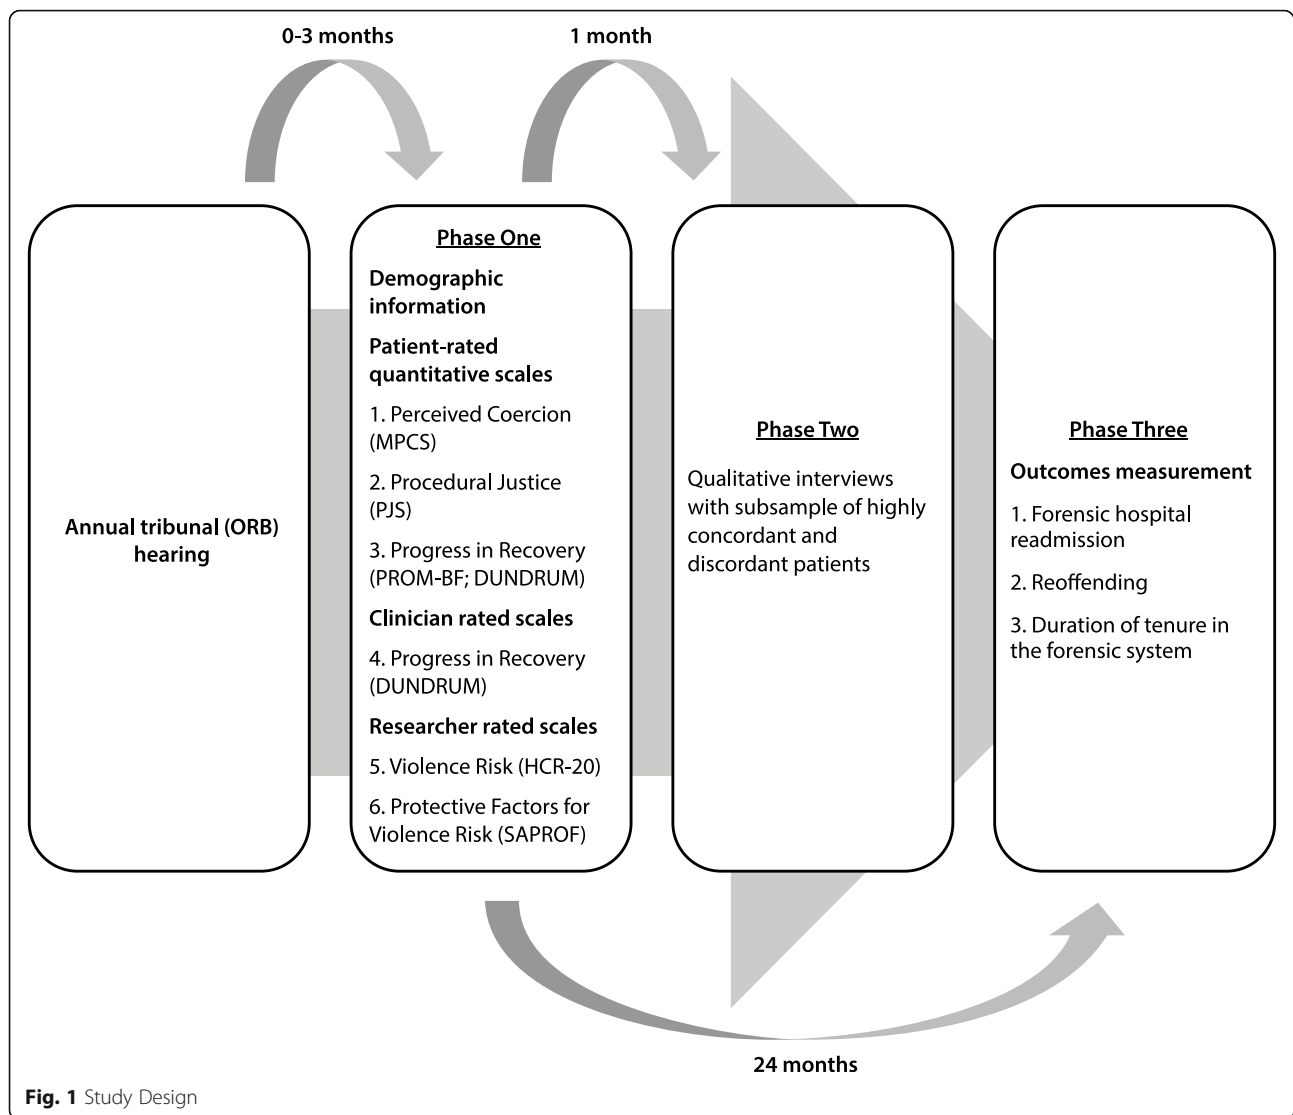 0-3 months
1 month
Annual tribunal (ORB)
hearing
Phase One
Demographic
information
Patient-rated
quantitative scales
1. Perceived Coercion
(MPCS)
2. Procedural Justice
(PJS)
3. Progress in Recovery
(PROM-BF; DUNDRUM)
Clinician rated scales
4. Progress in Recovery
(DUNDRUM)
Researcher rated scales
5. Violence Risk (HCR-20)
6. Protective Factors for
Violence Risk (SAPROF)
Phase Two
Qualitative interviews
with subsample of highly
concordant and
discordant patients
Phase Three
Outcomes measurement
1. Forensic hospital
readmission
2. Reoffending
3. Duration of tenure in
the forensic system
24 months
Fig. 1 Study Design